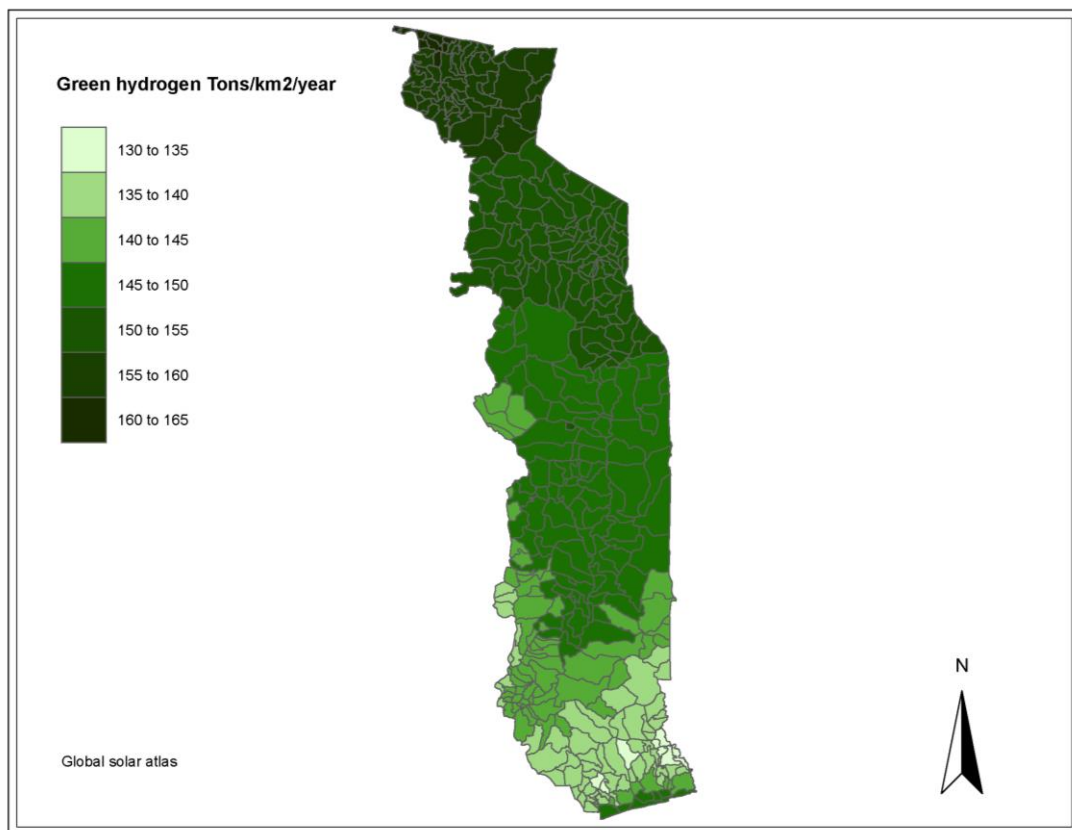 Green hydrogen Tons/km2/year
130 to 135
135 to 140
140 to 145
145 to 150
150 to 155
155 to 160
160 to 165
N
Global solar atlas